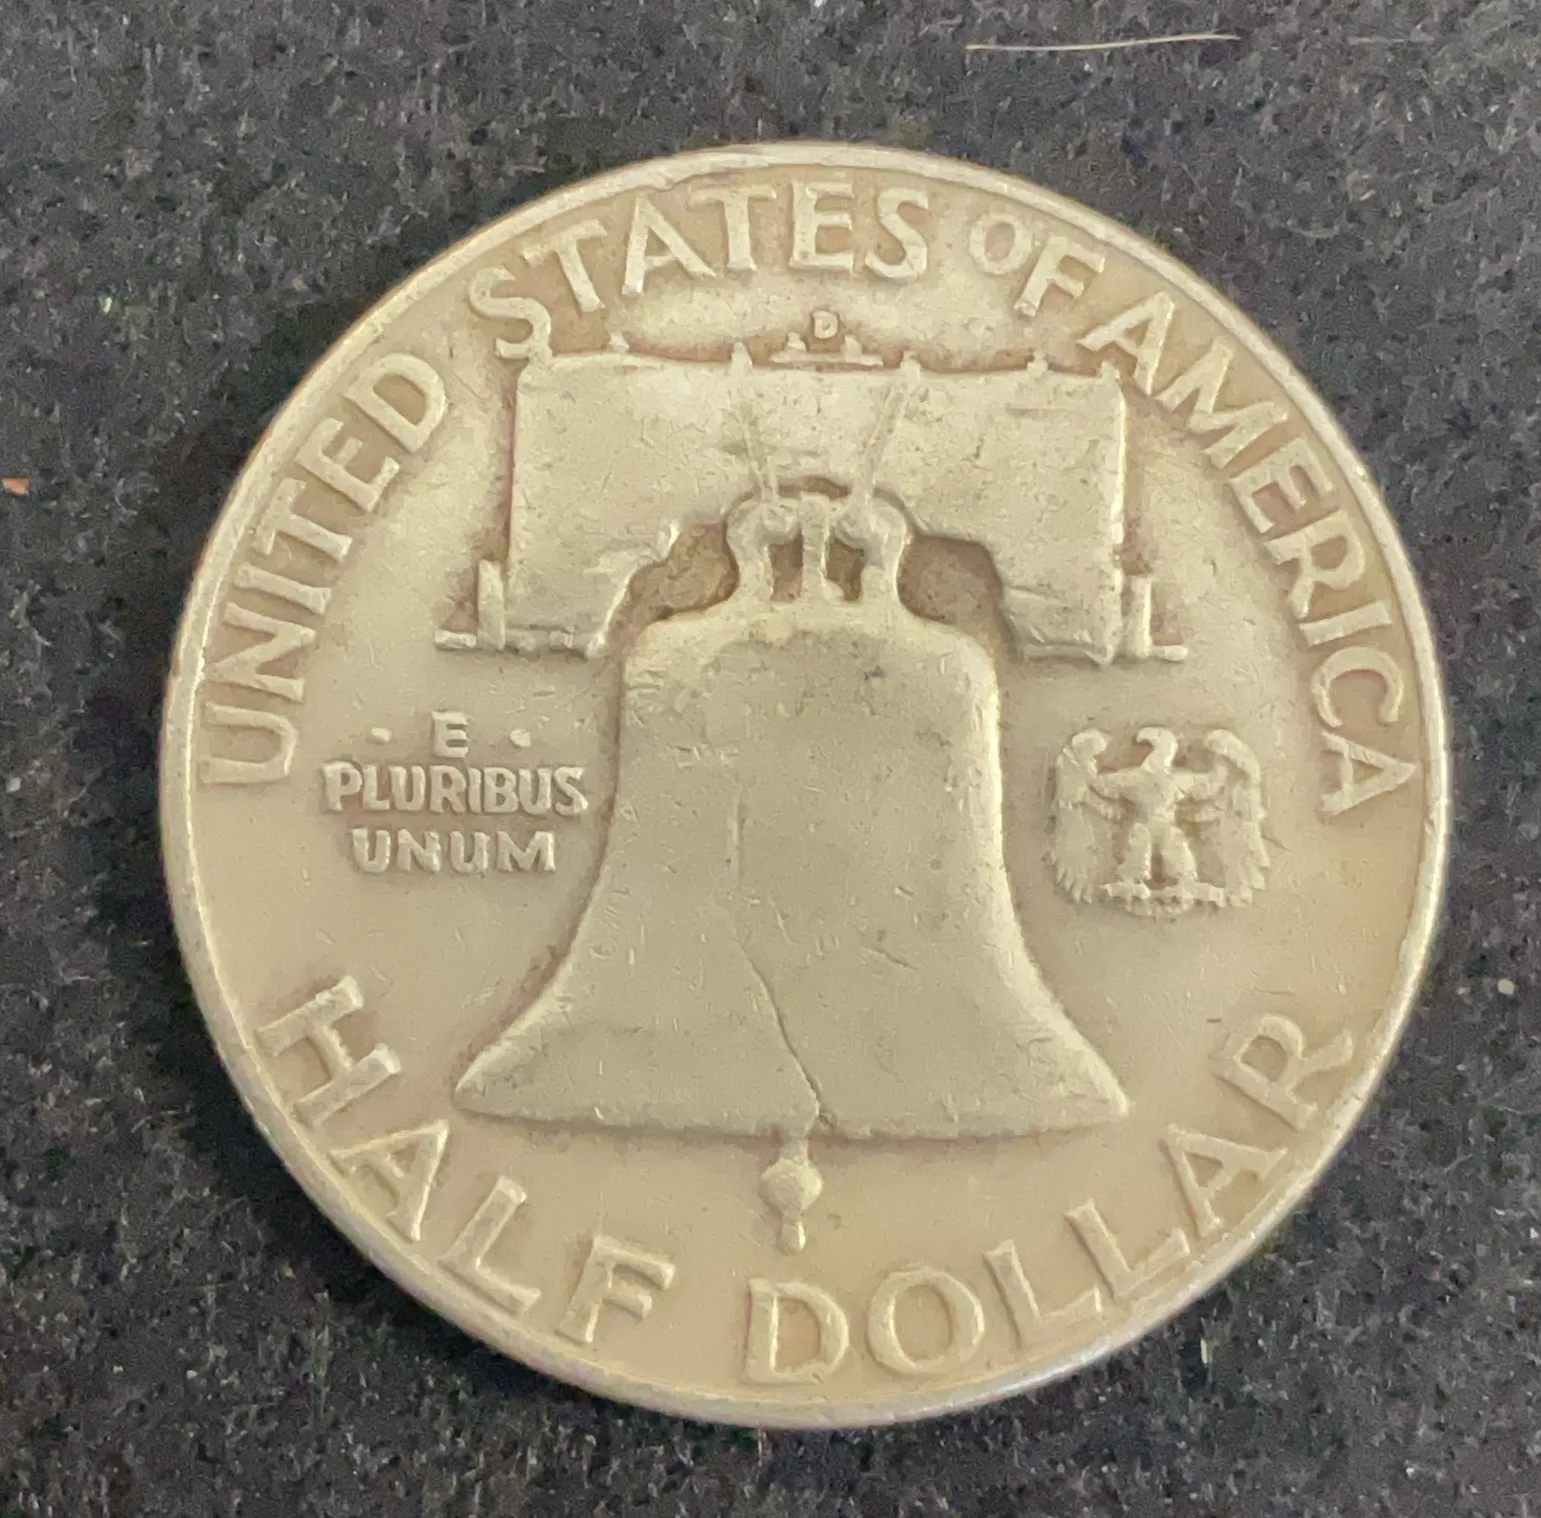 UNITED STATES OF AMERICA
D
· E ·
PLURIBUS
UNUM
HALF DOLLAR